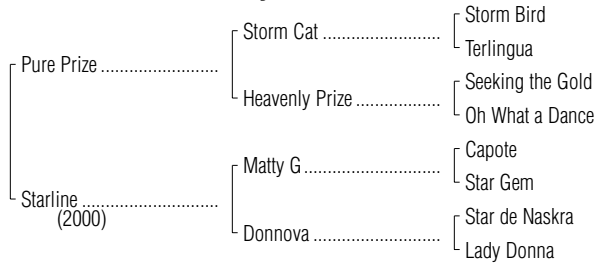 Storm Bird
Storm Cat ......................
Terlingua
Pure Prize ......................
Seeking the Gold
Heavenly Prize ................
Oh What a Dance
Capote
Matty G ..........................
Star Gem
Starline ..........................
(2000)
Star de Naskra
Donnova ........................
Lady Donna